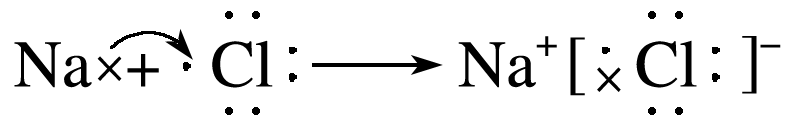 Na×+ ·Cl: ⟶ Na⁺[×Cl:]⁻